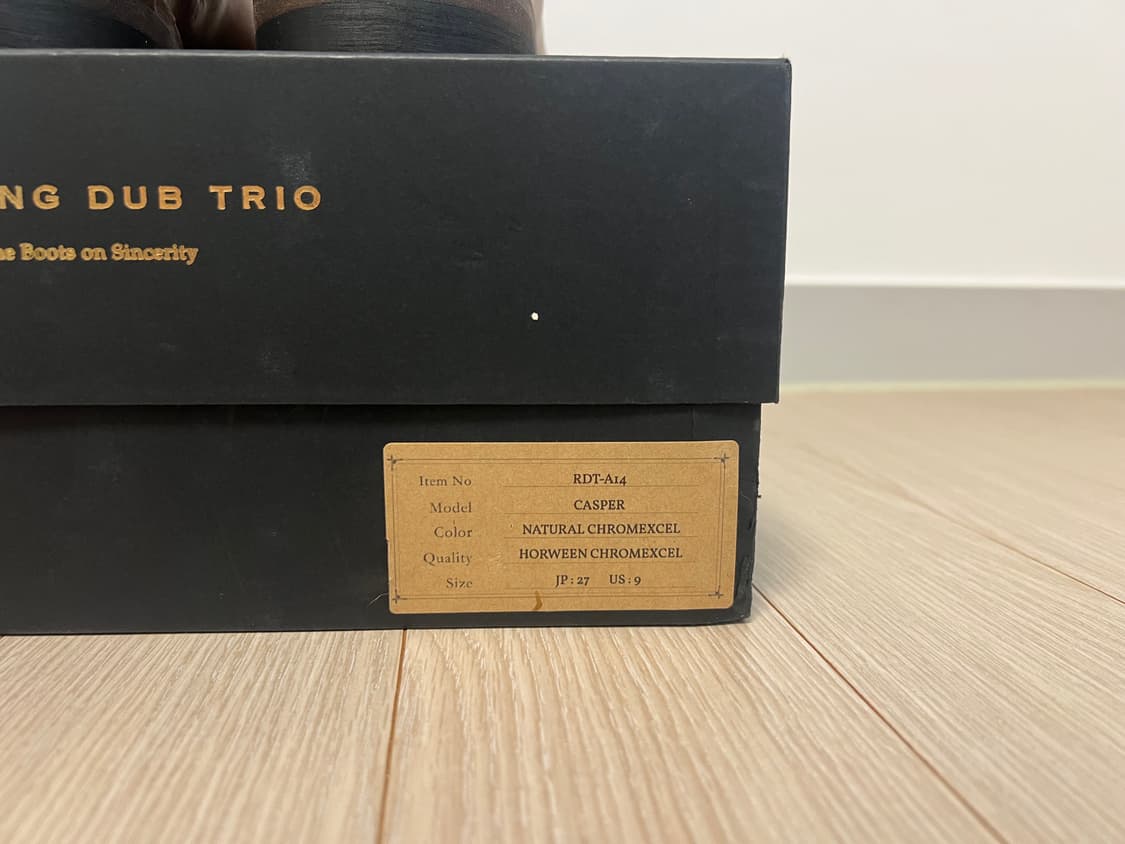 NG DUB TRIO
e Boots on Sincerity
Item No RDT-A14
Model CASPER
Color NATURAL CHROMEXCEL
Quality HORWEEN CHROMEXCEL
Size JP : 27 US : 9